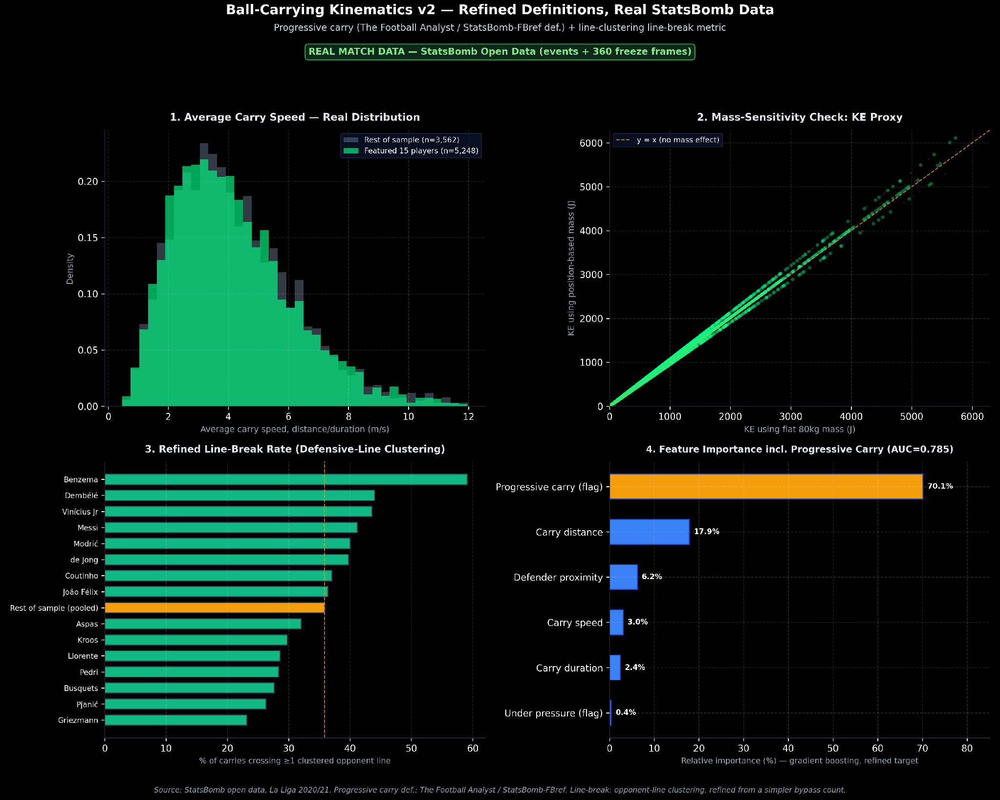 Ball-Carrying Kinematics v2 — Refined Definitions, Real StatsBomb Data
Progressive carry (The Football Analyst / StatsBomb-FBref def.) + line-clustering line-break metric
REAL MATCH DATA — StatsBomb Open Data (events + 360 freeze frames)
1. Average Carry Speed — Real Distribution
Rest of sample (n=3,562)
Featured 15 players (n=5,248)
Density
0.20
0.15
0.10
0.05
0.00
0 2 4 6 8 10 12
Average carry speed, distance/duration (m/s)
2. Mass-Sensitivity Check: KE Proxy
y = x (no mass effect)
KE using position-based mass (J)
6000
5000
4000
3000
2000
1000
0
0 1000 2000 3000 4000 5000 6000
KE using flat 80kg mass (J)
3. Refined Line-Break Rate (Defensive-Line Clustering)
Benzema
Dembélé
Vinícius Jr
Messi
Modrić
de Jong
Coutinho
João Félix
Rest of sample (pooled)
Aspas
Kroos
Llorente
Pedri
Busquets
Pjanić
Griezmann
0 10 20 30 40 50 60
% of carries crossing ≥1 clustered opponent line
4. Feature Importance incl. Progressive Carry (AUC=0.785)
Progressive carry (flag) 70.1%
Carry distance 17.9%
Defender proximity 6.2%
Carry speed 3.0%
Carry duration 2.4%
Under pressure (flag) 0.4%
0 10 20 30 40 50 60 70 80
Relative importance (%) — gradient boosting, refined target
Source: StatsBomb open data, La Liga 2020/21. Progressive carry def.: The Football Analyst / StatsBomb-FBref. Line-break: opponent-line clustering, refined from a simpler bypass count.